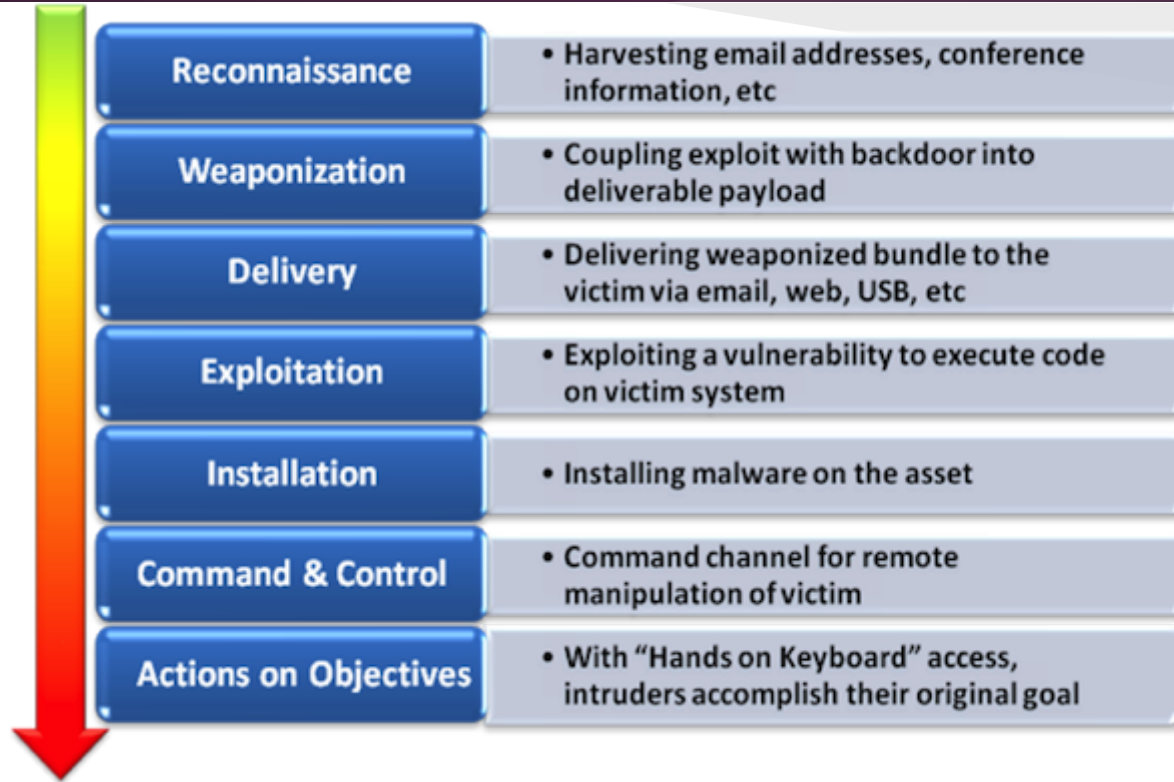 Reconnaissance
• Harvesting email addresses, conference
information, etc
Weaponization
• Coupling exploit with backdoor into
deliverable payload
Delivery
• Delivering weaponized bundle to the
victim via email, web, USB, etc
Exploitation
• Exploiting a vulnerability to execute code
on victim system
Installation
• Installing malware on the asset
Command & Control
• Command channel for remote
manipulation of victim
Actions on Objectives
• With “Hands on Keyboard” access,
intruders accomplish their original goal